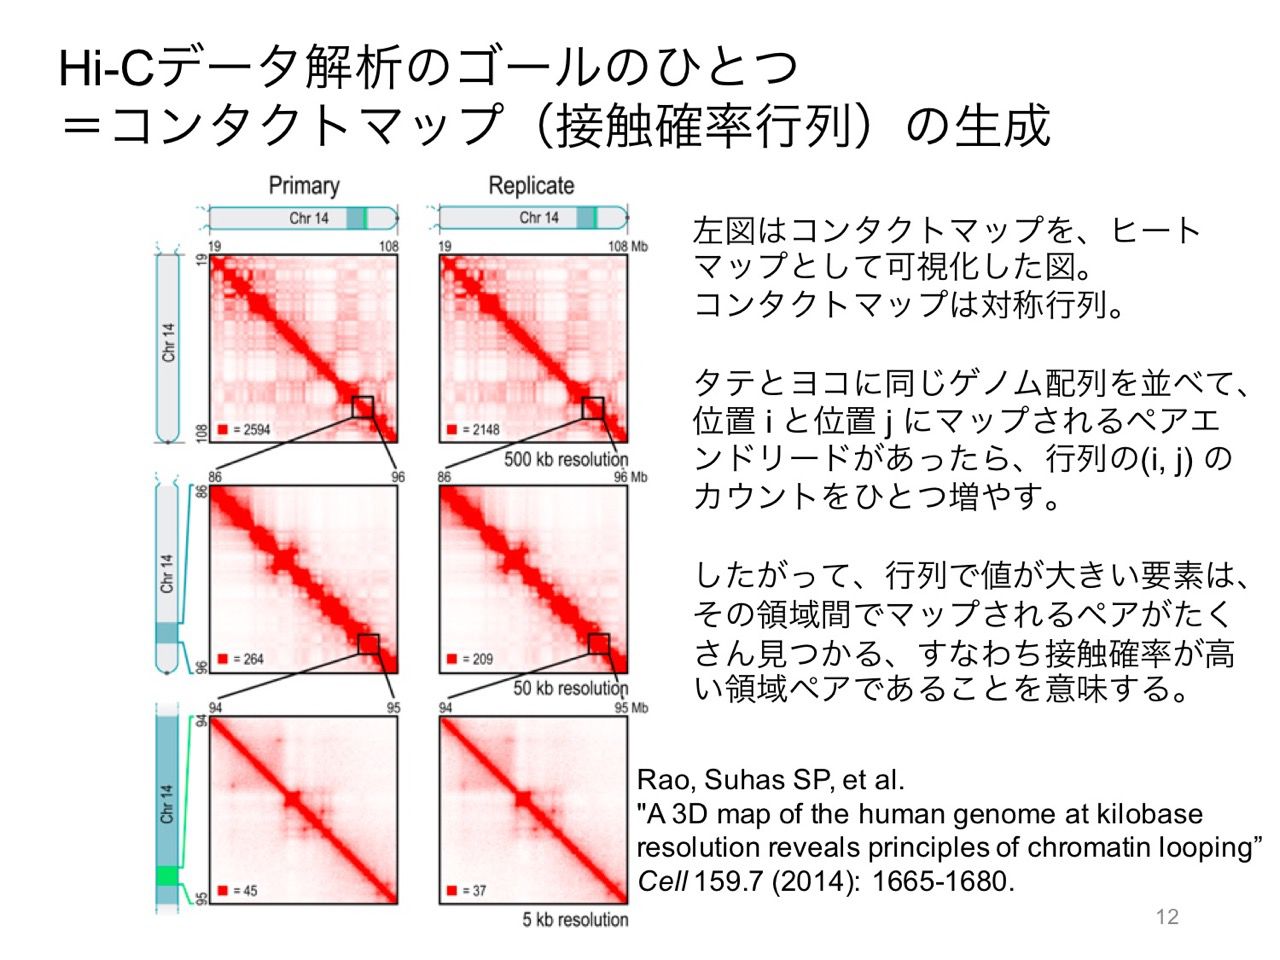 Hi-Cデータ解析のゴールのひとつ
＝コンタクトマップ（接触確率行列）の生成
Primary
Replicate
Chr 14
Chr 14
19
108
19
108 Mb
19
Chr 14
108
= 2594
= 2148
500 kb resolution
86
96
86
96 Mb
86
Chr 14
96
= 264
= 209
50 kb resolution
94
95
94
95 Mb
94
Chr 14
95
= 45
= 37
5 kb resolution
左図はコンタクトマップを、ヒート
マップとして可視化した図。
コンタクトマップは対称行列。
タテとヨコに同じゲノム配列を並べて、
位置 i と位置 j にマップされるペアエ
ンドリードがあったら、行列の(i, j) の
カウントをひとつ増やす。
したがって、行列で値が大きい要素は、
その領域間でマップされるペアがたく
さん見つかる、すなわち接触確率が高
い領域ペアであることを意味する。
Rao, Suhas SP, et al.
"A 3D map of the human genome at kilobase
resolution reveals principles of chromatin looping”
Cell 159.7 (2014): 1665-1680.
12